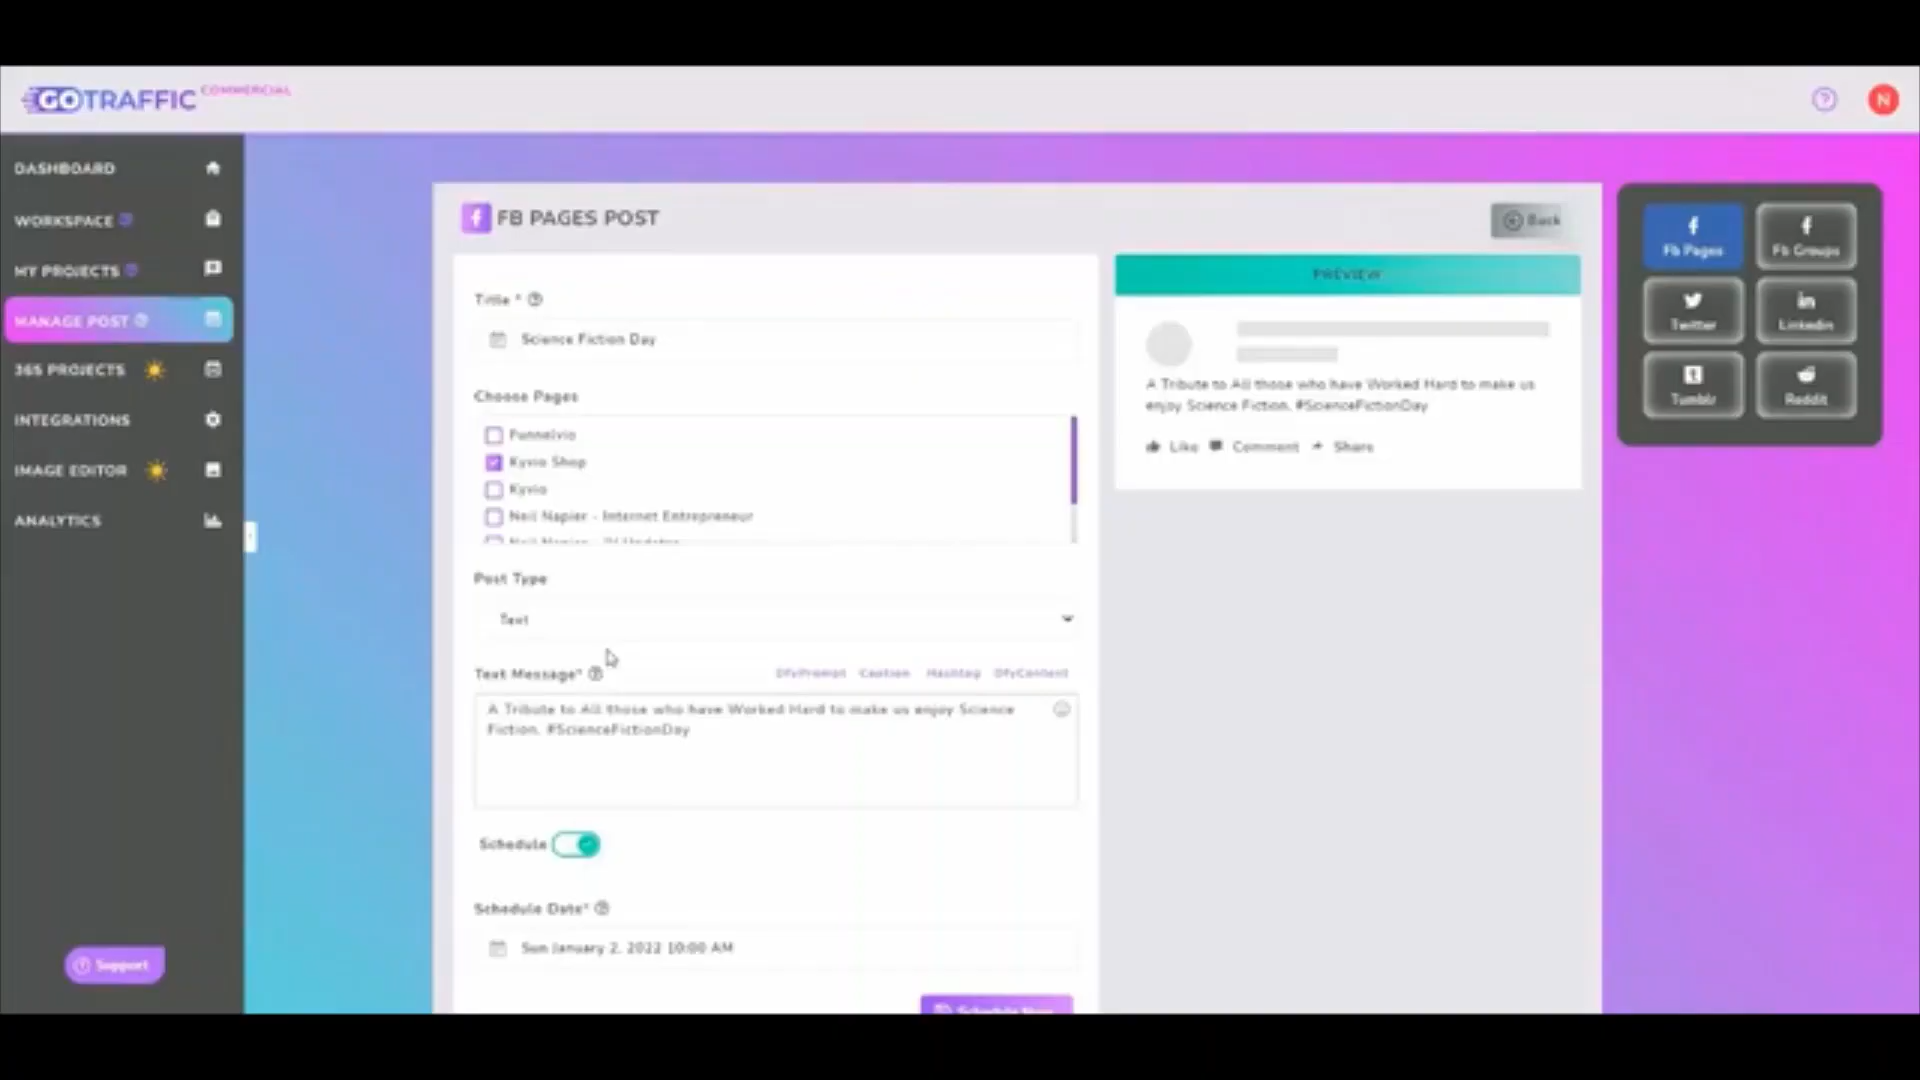 GOTRAFFIC COMMERCIAL
N
DASHBOARD
WORKSPACE
MY PROJECTS
MANAGE POST
365 PROJECTS
INTEGRATIONS
IMAGE EDITOR
ANALYTICS
Support
FB PAGES POST
Back
Title *
Science Fiction Day
Choose Pages
Funnelvio
Kyvio Shop
Kyvio
Neil Napier - Internet Entrepreneur
Post Type
Text
Text Message*
DfyPrompt Caption Hashtag DfyContent
A Tribute to All those who have Worked Hard to make us enjoy Science
Fiction. #ScienceFictionDay
Schedule
Schedule Date*
Sun January 2, 2022 10:00 AM
PREVIEW
A Tribute to All those who have Worked Hard to make us
enjoy Science Fiction. #ScienceFictionDay
Like Comment Share
Fb Pages
Fb Groups
Twitter
Linkedin
Tumblr
Reddit